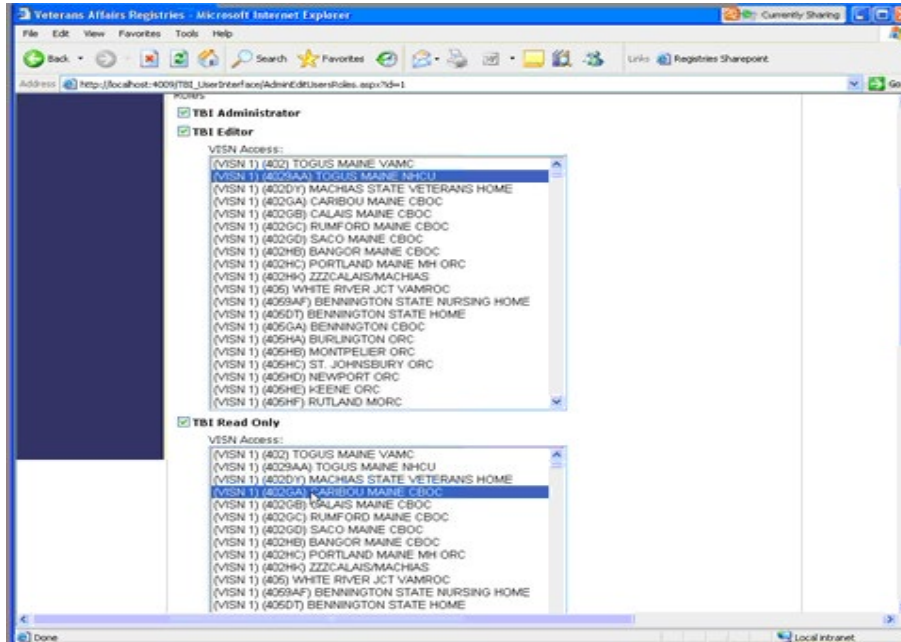 Veterans Affairs Registries - Microsoft Internet Explorer
Currently Sharing
File Edit View Favorites Tools Help
Back Search Favorites Links Registries Sharepoint
Address http://localhost:4009/TBI_UserInterface/AdminEditUsersRoles.aspx?id=1 Go
Roles
TBI Administrator
TBI Editor
VISN Access:
(VISN 1) (402) TOGUS MAINE VAMC
(VISN 1) (4029AA) TOGUS MAINE NHCU
(VISN 1) (402DY) MACHIAS STATE VETERANS HOME
(VISN 1) (402GA) CARIBOU MAINE CBOC
(VISN 1) (402GB) CALAIS MAINE CBOC
(VISN 1) (402GC) RUMFORD MAINE CBOC
(VISN 1) (402GD) SACO MAINE CBOC
(VISN 1) (402HB) BANGOR MAINE CBOC
(VISN 1) (402HC) PORTLAND MAINE MH ORC
(VISN 1) (402HK) ZZZCALAIS/MACHIAS
(VISN 1) (405) WHITE RIVER JCT VAMROC
(VISN 1) (4059AF) BENNINGTON STATE NURSING HOME
(VISN 1) (405DT) BENNINGTON STATE HOME
(VISN 1) (405GA) BENNINGTON CBOC
(VISN 1) (405HA) BURLINGTON ORC
(VISN 1) (405HB) MONTPELIER ORC
(VISN 1) (405HC) ST. JOHNSBURY ORC
(VISN 1) (405HD) NEWPORT ORC
(VISN 1) (405HE) KEENE ORC
(VISN 1) (405HF) RUTLAND MORC
TBI Read Only
VISN Access:
(VISN 1) (402) TOGUS MAINE VAMC
(VISN 1) (4029AA) TOGUS MAINE NHCU
(VISN 1) (402DY) MACHIAS STATE VETERANS HOME
(VISN 1) (402GA) CARIBOU MAINE CBOC
(VISN 1) (402GB) CALAIS MAINE CBOC
(VISN 1) (402GC) RUMFORD MAINE CBOC
(VISN 1) (402GD) SACO MAINE CBOC
(VISN 1) (402HB) BANGOR MAINE CBOC
(VISN 1) (402HC) PORTLAND MAINE MH ORC
(VISN 1) (402HK) ZZZCALAIS/MACHIAS
(VISN 1) (405) WHITE RIVER JCT VAMROC
(VISN 1) (4059AF) BENNINGTON STATE NURSING HOME
(VISN 1) (405DT) BENNINGTON STATE HOME
Done Local intranet